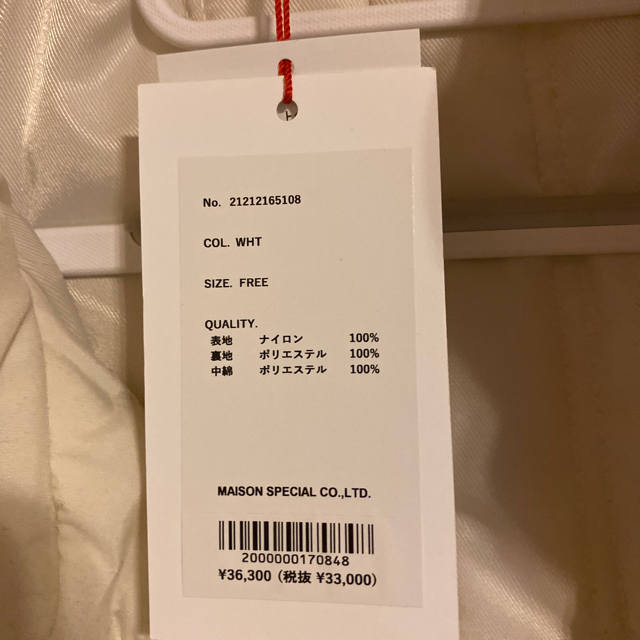 No. 21212165108
COL. WHT
SIZE. FREE
QUALITY.
表地 ナイロン 100%
裏地 ポリエステル 100%
中綿 ポリエステル 100%
MAISON SPECIAL CO.,LTD.
2000000170848
¥36,300 (税抜 ¥33,000)